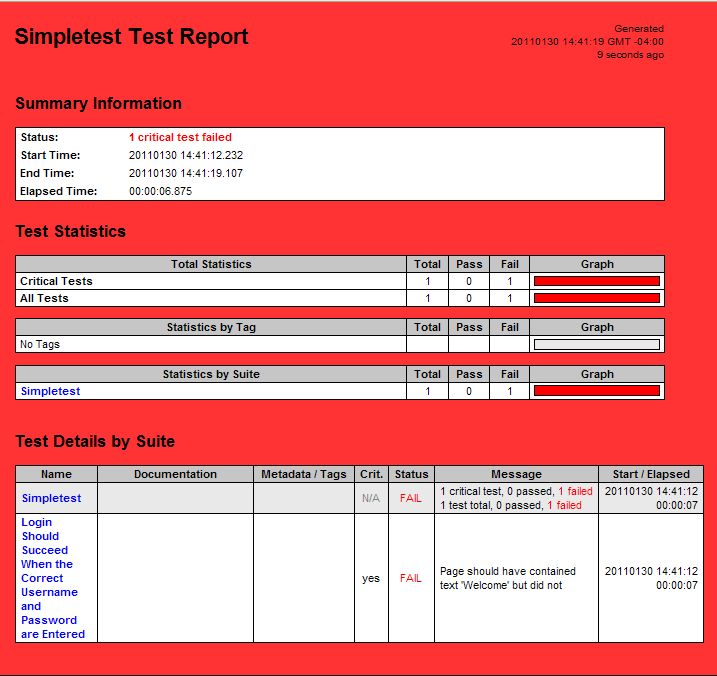 Simpletest Test Report
Generated
20110130 14:41:19 GMT -04:00
9 seconds ago
Summary Information
Status: 1 critical test failed
Start Time: 20110130 14:41:12.232
End Time: 20110130 14:41:19.107
Elapsed Time: 00:00:06.875
Test Statistics
Total Statistics Total Pass Fail Graph
Critical Tests 1 0 1
All Tests 1 0 1
Statistics by Tag Total Pass Fail Graph
No Tags
Statistics by Suite Total Pass Fail Graph
Simpletest 1 0 1
Test Details by Suite
Name Documentation Metadata / Tags Crit. Status Message Start / Elapsed
Simpletest N/A FAIL 1 critical test, 0 passed, 1 failed 20110130 14:41:12
1 test total, 0 passed, 1 failed 00:00:07
Login
Should
Succeed
When the
Correct
Username
and
Password
are Entered
yes FAIL
Page should have contained
text 'Welcome' but did not
20110130 14:41:12
00:00:07